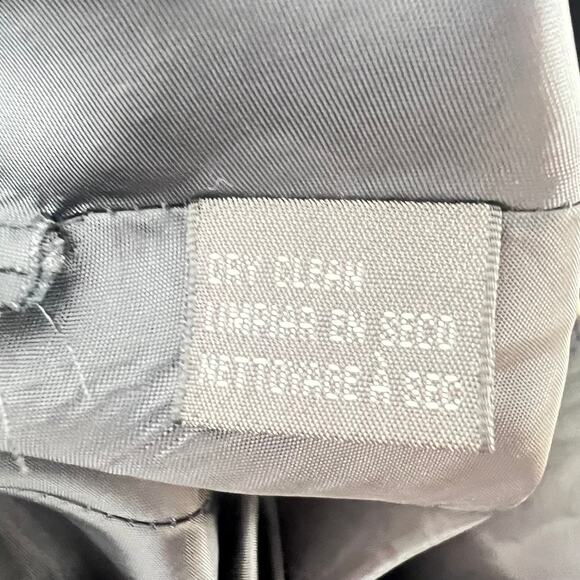 DRY CLEAN
LIMPIAR EN SECO
NETTOYAGE À SEC